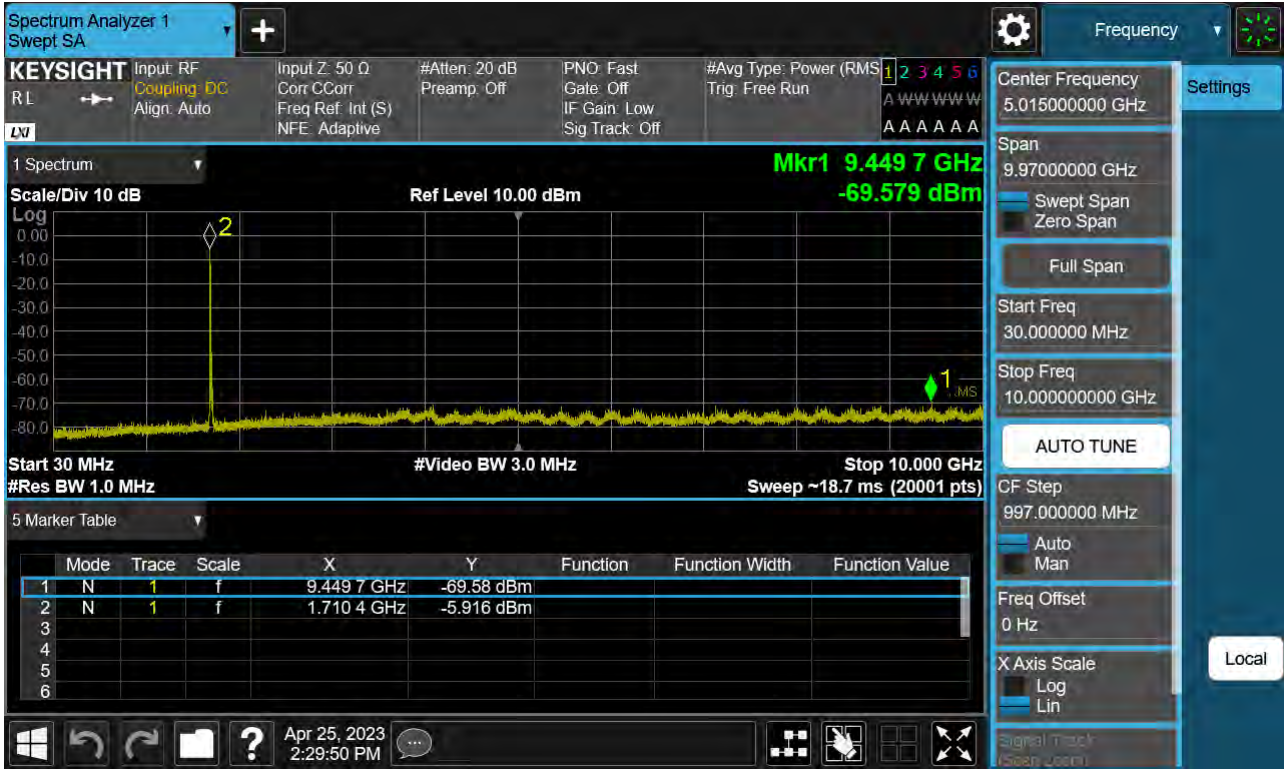 Spectrum Analyzer 1
Swept SA
+
Frequency
KEYSIGHT
RL
LXI
Input: RF
Coupling: DC
Align: Auto
Input Z: 50 Ω
Corr CCorr
Freq Ref: Int (S)
NFE: Adaptive
#Atten: 20 dB
Preamp: Off
PNO: Fast
Gate: Off
IF Gain: Low
Sig Track: Off
#Avg Type: Power (RMS
Trig: Free Run
1 2 3 4 5 6
A W W W W W
A A A A A A
1 Spectrum
Scale/Div 10 dB
Ref Level 10.00 dBm
Mkr1 9.449 7 GHz
-69.579 dBm
Log
0.00
-10.0
-20.0
-30.0
-40.0
-50.0
-60.0
-70.0
-80.0
2
1
Start 30 MHz
#Video BW 3.0 MHz
Stop 10.000 GHz
#Res BW 1.0 MHz
Sweep ~18.7 ms (20001 pts)
5 Marker Table
Mode Trace Scale X Y Function Function Width Function Value
1 N 1 f 9.449 7 GHz -69.58 dBm
2 N 1 f 1.710 4 GHz -5.916 dBm
3
4
5
6
?
Apr 25, 2023
2:29:50 PM
Center Frequency
5.015000000 GHz
Span
9.97000000 GHz
Swept Span
Zero Span
Full Span
Start Freq
30.000000 MHz
Stop Freq
10.000000000 GHz
AUTO TUNE
CF Step
997.000000 MHz
Auto
Man
Freq Offset
0 Hz
X Axis Scale
Log
Lin
Signal Track
(Span Zoom)
Settings
Local